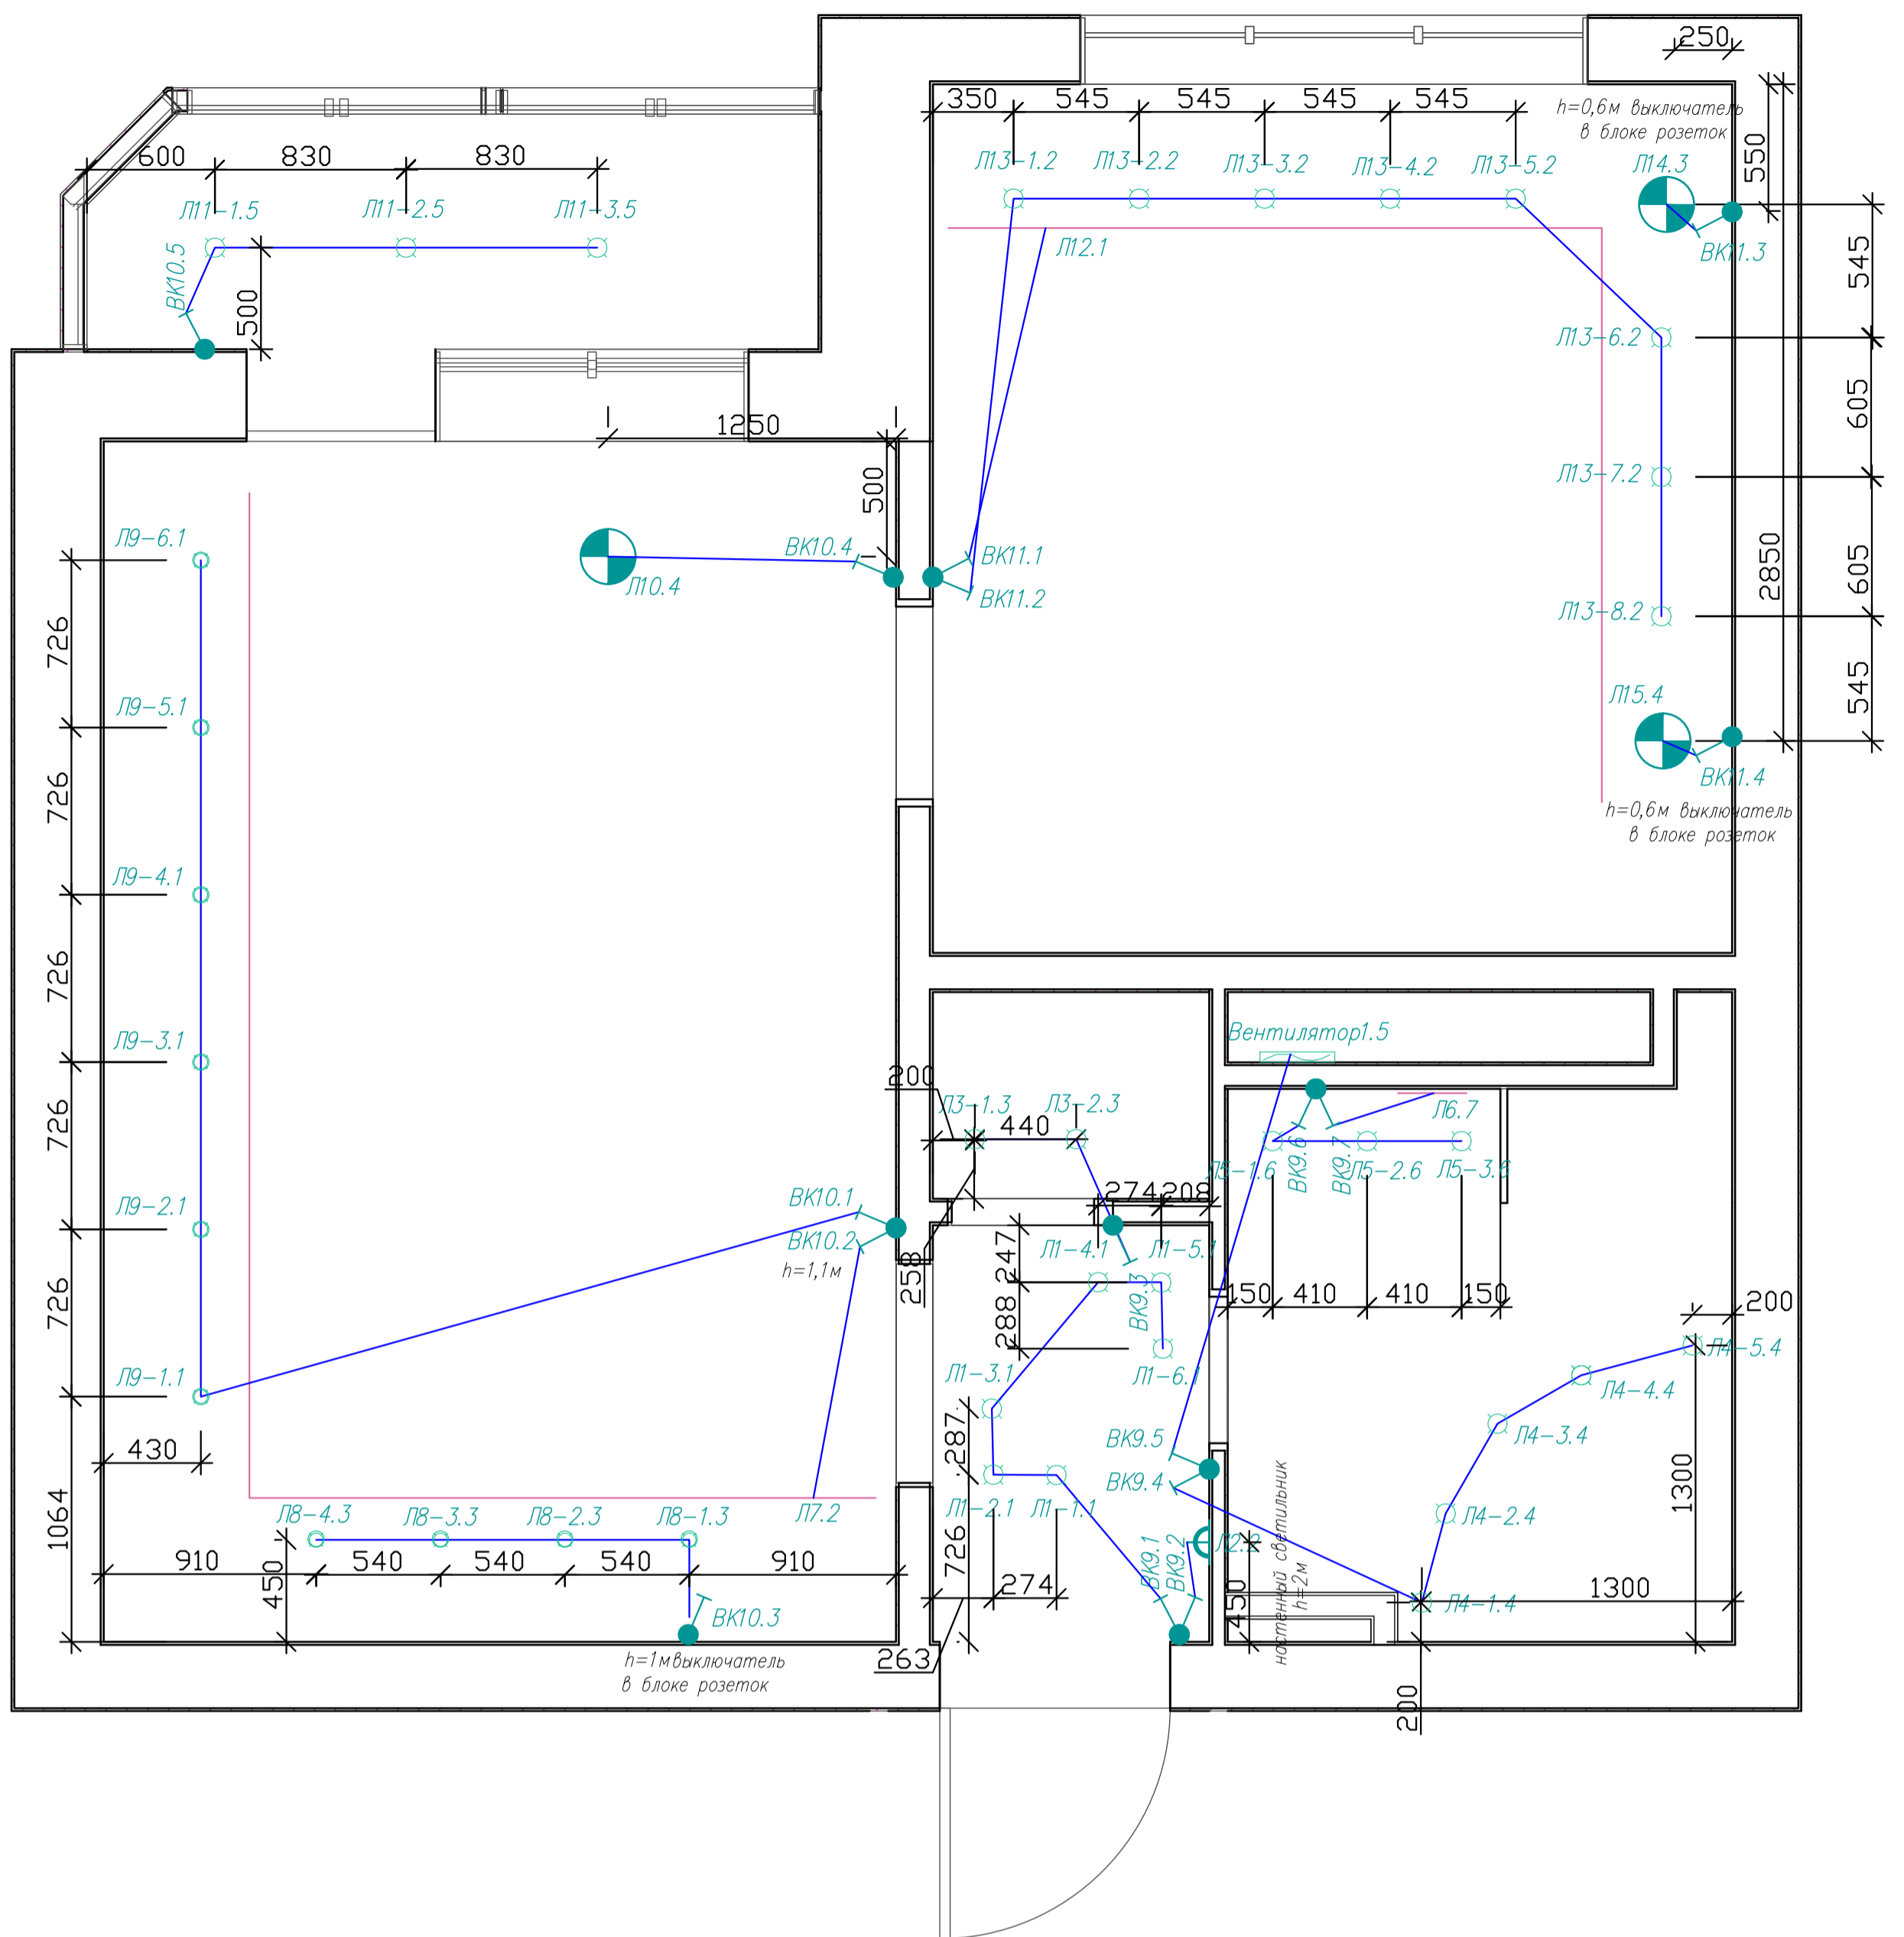 250
350
545
545
545
545
h=0,6м выключатель
в блоке розеток
550
600
830
830
Л13-1.2
Л13-2.2
Л13-3.2
Л13-4.2
Л13-5.2
Л14.3
Л11-1.5
Л11-2.5
Л11-3.5
ВК10.5
500
Л12.1
ВК11.3
545
Л13-6.2
605
1250
500
Л13-7.2
Л9-6.1
ВК10.4
Л10.4
ВК11.1
ВК11.2
605
2850
Л13-8.2
726
545
Л9-5.1
Л15.4
ВК11.4
h=0,6м выключатель
в блоке розеток
726
Л9-4.1
726
Л9-3.1
Вентилятор1.5
200
Л3-1.3
Л3-2.3
440
Л6.7
726
Л5-1.6
ВК9.6
ВК9.7
Л5-2.6
Л5-3.6
ВК10.1
274
208
Л9-2.1
ВК10.2
h=1,1м
258
247
Л1-4.1
Л1-5.1
ВК9.3
726
288
150
410
410
150
200
Л9-1.1
Л1-3.1
Л1-6.1
Л4-5.4
Л4-4.4
430
287
ВК9.5
ВК9.4
Л4-3.4
1300
1064
Л8-4.3
Л8-3.3
Л8-2.3
Л8-1.3
Л7.2
Л1-2.1
Л1-1.1
Л4-2.4
Л2.2
настенный светильник
h=2м
910
450
540
540
540
910
726
274
ВК9.1
ВК9.2
450
1300
Л4-1.4
ВК10.3
h=1мвыключатель
в блоке розеток
263
200